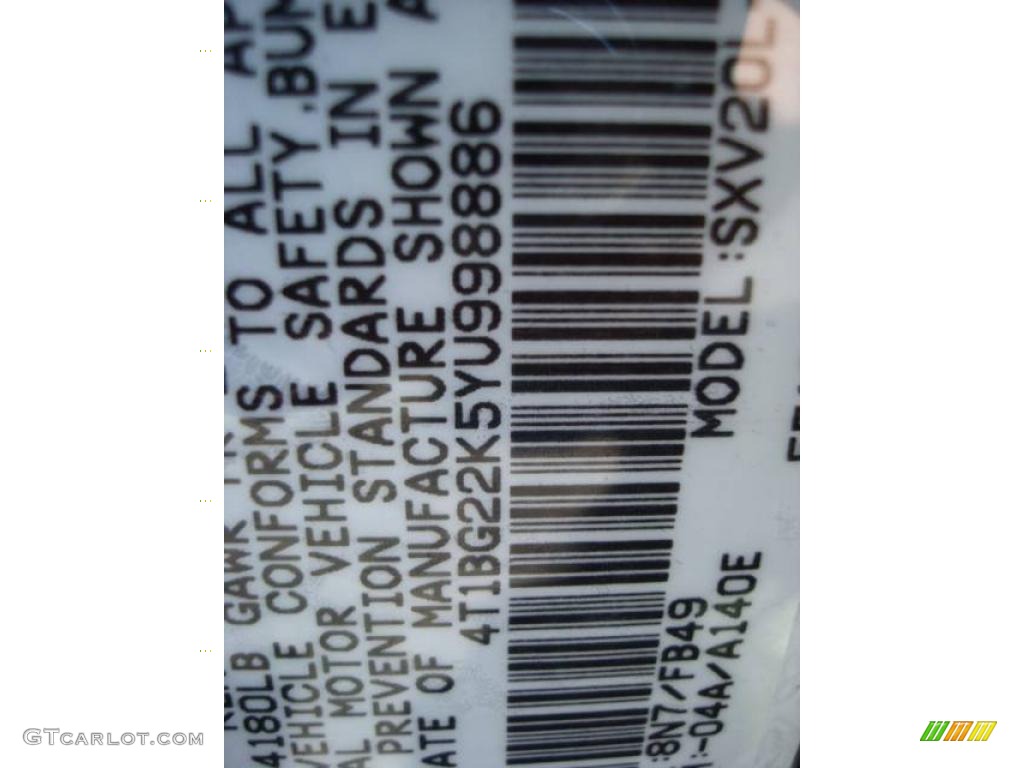 4180LB GAWR
VEHICLE CONFORMS TO ALL AP
AL MOTOR VEHICLE SAFETY ,BUM
PREVENTION STANDARDS IN E
ATE OF MANUFACTURE SHOWN A
4T1BG22K5YU998886
MODEL :SXV20L
8N7/FB49
:-04A/A140E
GTCARLOT.COM